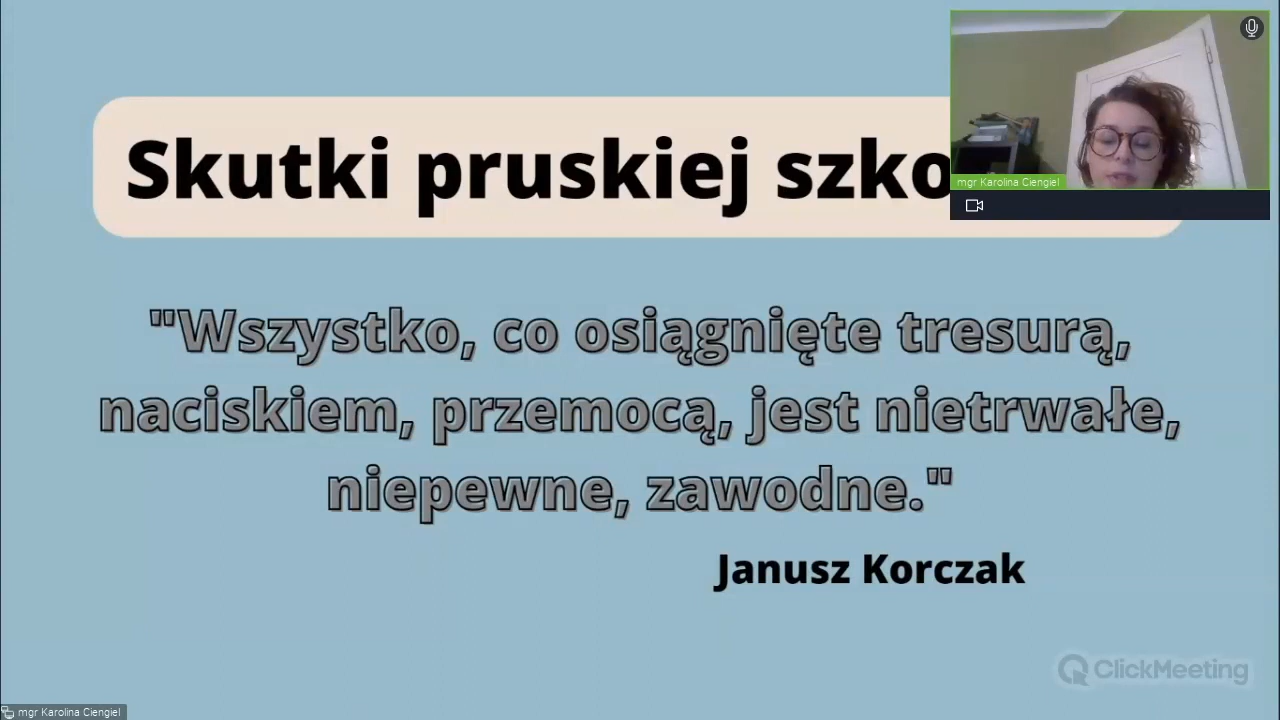 Skutki pruskiej szko
mgr Karolina Ciengiel
"Wszystko, co osiągnięte tresurą,
naciskiem, przemocą, jest nietrwałe,
niepewne, zawodne."
Janusz Korczak
ClickMeeting
mgr Karolina Ciengiel